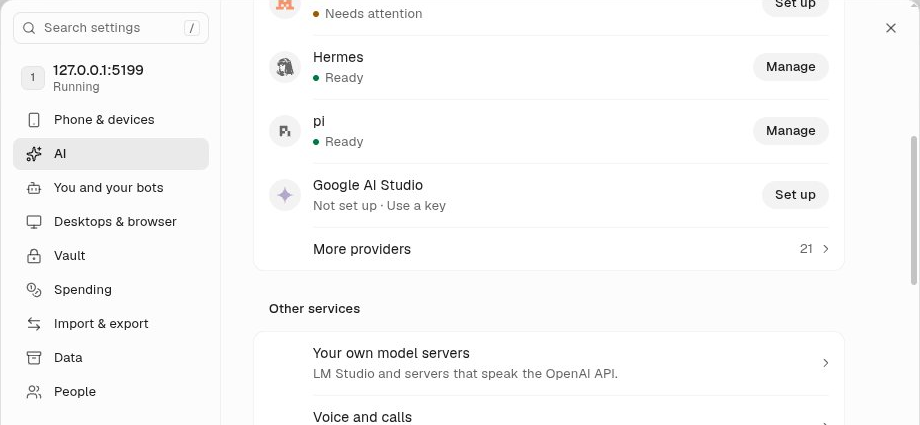 Search settings /
1 127.0.0.1:5199
Running
Phone & devices
AI
You and your bots
Desktops & browser
Vault
Spending
Import & export
Data
People
Needs attention
Set up
Hermes
Ready
Manage
pi
Ready
Manage
Google AI Studio
Not set up · Use a key
Set up
More providers 21
Other services
Your own model servers
LM Studio and servers that speak the OpenAI API.
Voice and calls